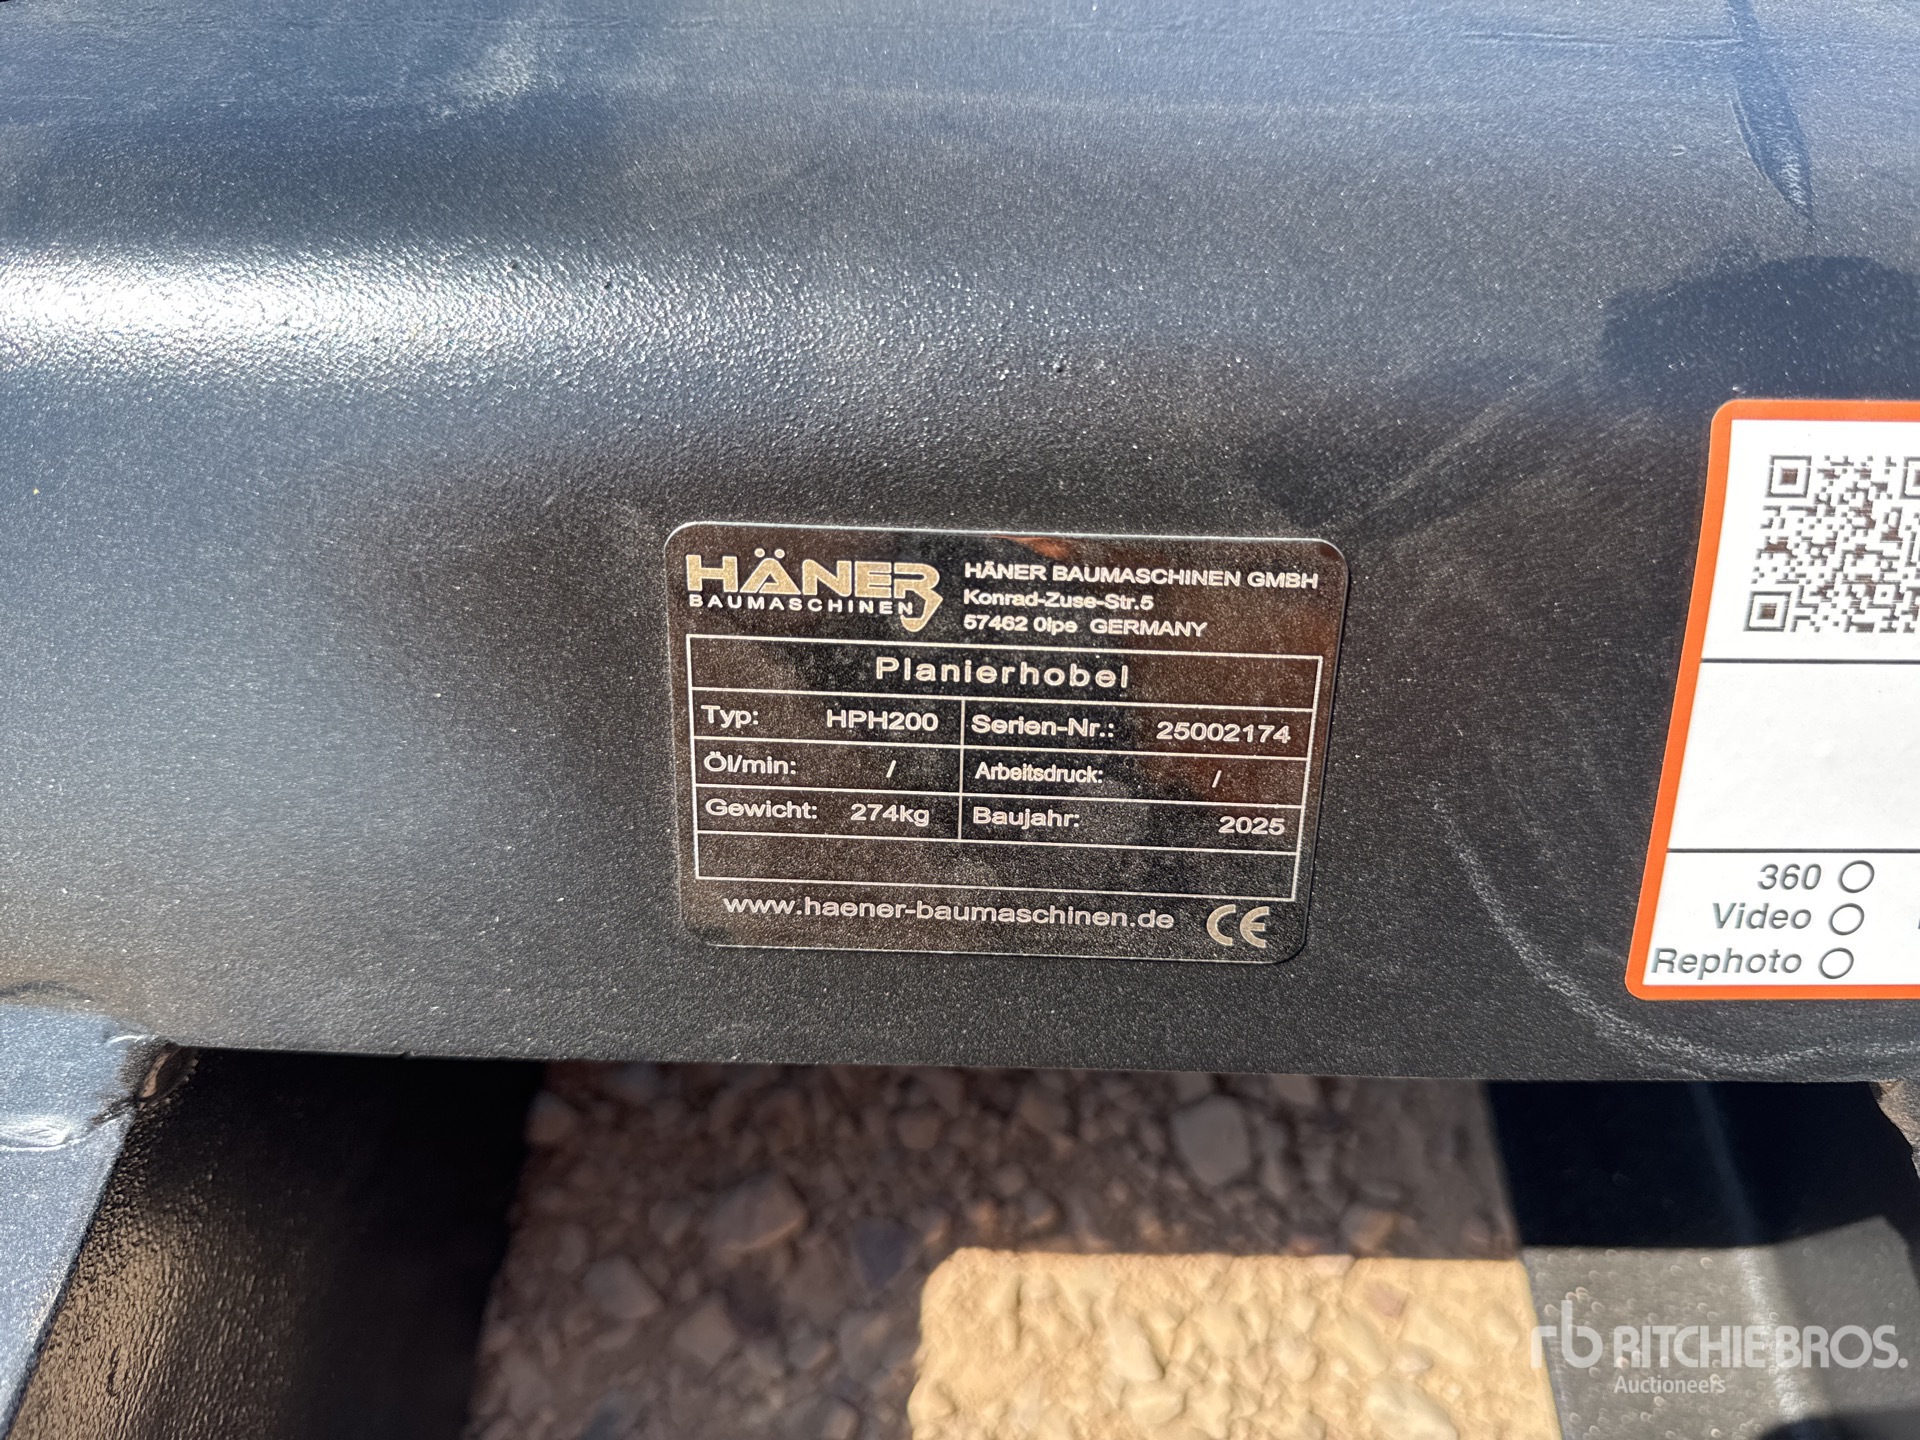 HÄNER
BAUMASCHINEN
HÄNER BAUMASCHINEN GMBH
Konrad-Zuse-Str.5
57462 Olpe GERMANY
Planierhobel
Typ: HPH200 Serien-Nr.: 25002174
Öl/min: / Arbeitsdruck: /
Gewicht: 274kg Baujahr: 2025
www.haener-baumaschinen.de CE
360
Video
Rephoto
rb RITCHIE BROS.
Auctioneers